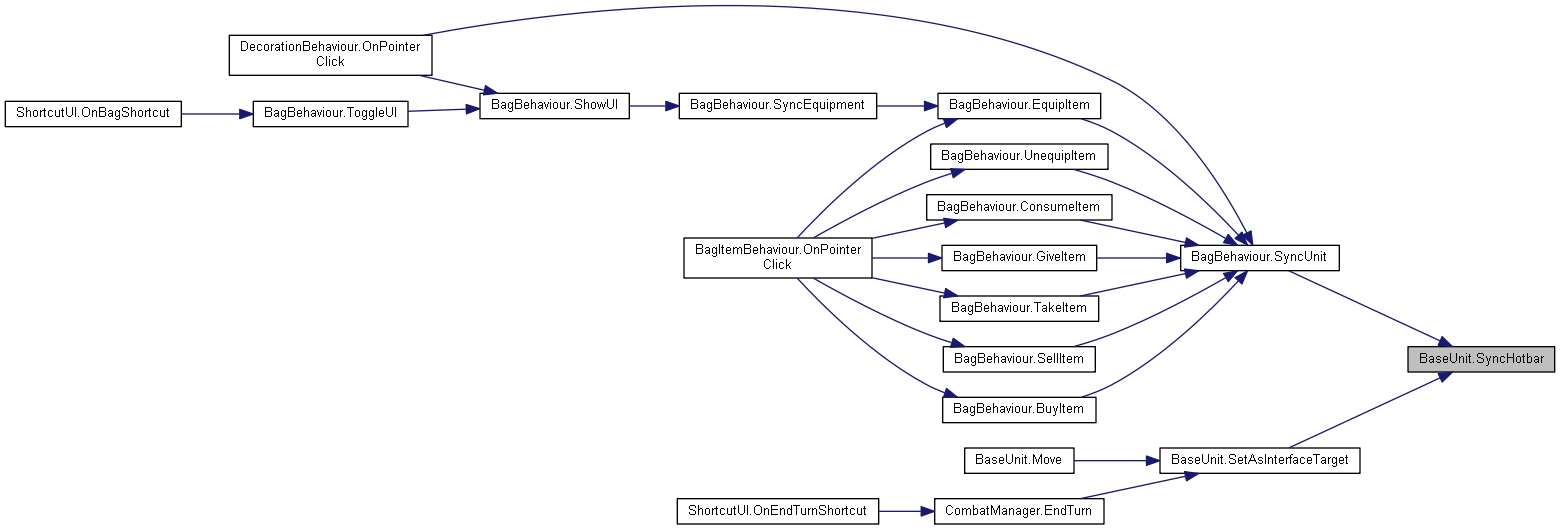 DecorationBehaviour.OnPointer
Click
ShortcutUI.OnBagShortcut
BagBehaviour.ToggleUI
BagBehaviour.ShowUI
BagBehaviour.SyncEquipment
BagBehaviour.EquipItem
BagBehaviour.UnequipItem
BagBehaviour.ConsumeItem
BagItemBehaviour.OnPointer
Click
BagBehaviour.GiveItem
BagBehaviour.SyncUnit
BagBehaviour.TakeItem
BagBehaviour.SellItem
BaseUnit.SyncHotbar
BagBehaviour.BuyItem
BaseUnit.Move
BaseUnit.SetAsInterfaceTarget
ShortcutUI.OnEndTurnShortcut
CombatManager.EndTurn